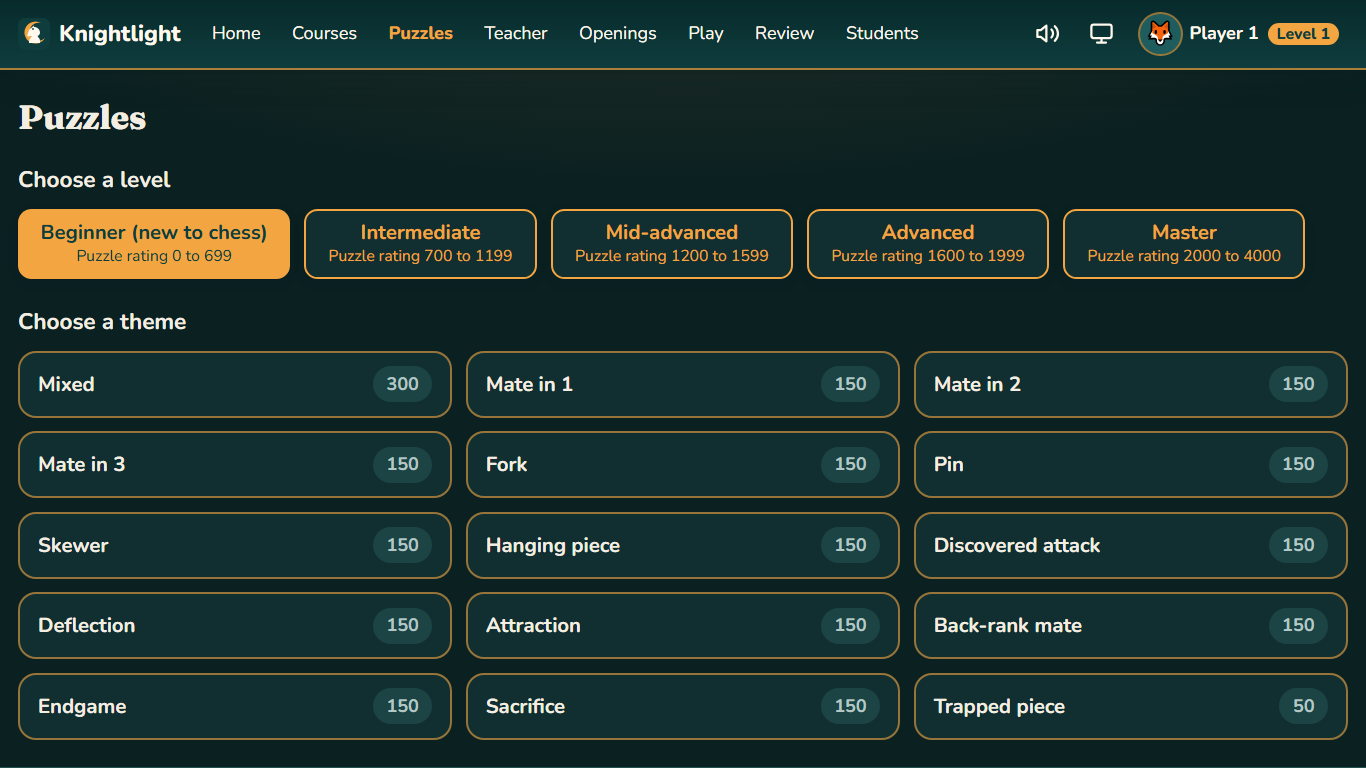 Knightlight Home Courses Puzzles Teacher Openings Play Review Students Player 1 Level 1
Puzzles
Choose a level
Beginner (new to chess) Intermediate Mid-advanced Advanced Master
Puzzle rating 0 to 699 Puzzle rating 700 to 1199 Puzzle rating 1200 to 1599 Puzzle rating 1600 to 1999 Puzzle rating 2000 to 4000
Choose a theme
Mixed 300 Mate in 1 150 Mate in 2 150
Mate in 3 150 Fork 150 Pin 150
Skewer 150 Hanging piece 150 Discovered attack 150
Deflection 150 Attraction 150 Back-rank mate 150
Endgame 150 Sacrifice 150 Trapped piece 50